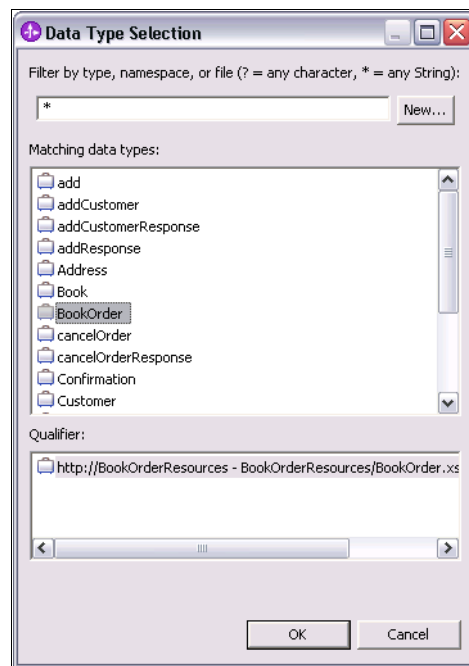 Data Type Selection
Filter by type, namespace, or file (? = any character, * = any String):
*
New...
Matching data types:
add
addCustomer
addCustomerResponse
addResponse
Address
Book
BookOrder
cancelOrder
cancelOrderResponse
Confirmation
Customer
Qualifier:
http://BookOrderResources - BookOrderResources/BookOrder.xs
OK
Cancel